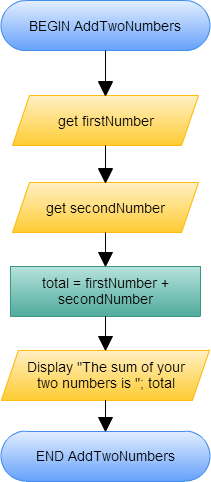 BEGIN AddTwoNumbers
get firstNumber
get secondNumber
total = firstNumber +
secondNumber
Display "The sum of your
two numbers is "; total
END AddTwoNumbers